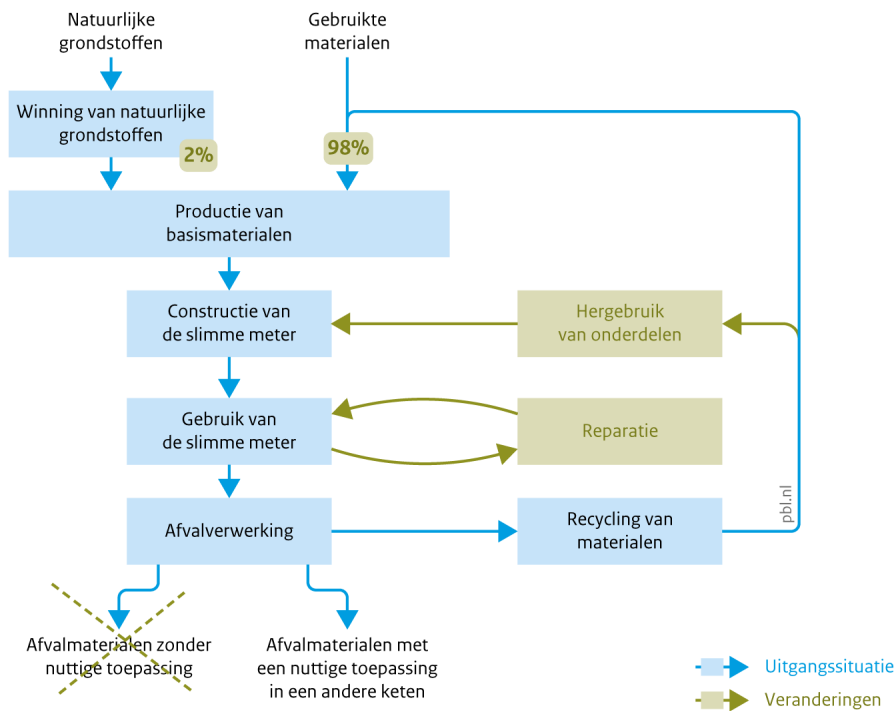 Natuurlijke
grondstoffen
Gebruikte
materialen
Winning van natuurlijke
grondstoffen
2%
98%
Productie van
basismaterialen
Constructie van
de slimme meter
Hergebruik
van onderdelen
Gebruik van
de slimme meter
Reparatie
Afvalverwerking
Recycling van
materialen
pbl.nl
Afvalmaterialen zonder
nuttige toepassing
Afvalmaterialen met
een nuttige toepassing
in een andere keten
Uitgangssituatie
Veranderingen